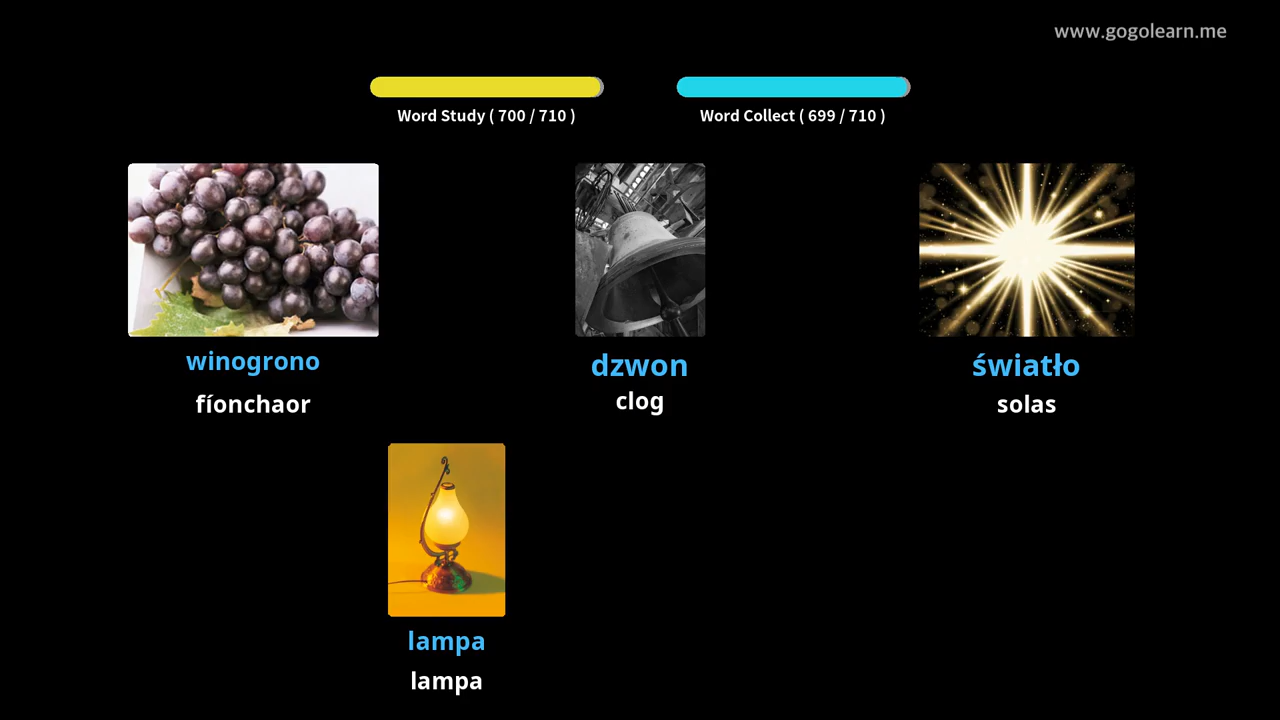 www.gogolearn.me
Word Study ( 700 / 710 )
Word Collect ( 699 / 710 )
winogrono
fíonchaor
dzwon
clog
światło
solas
lampa
lampa